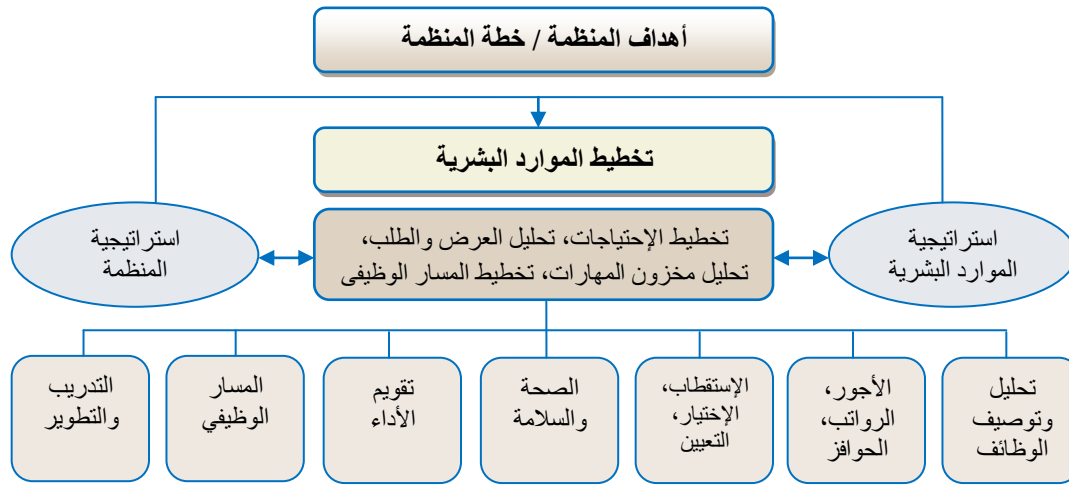 أهداف المنظمة / خطة المنظمة
تخطيط الموارد البشرية
استراتيجية
الموارد البشرية
تخطيط الإحتياجات، تحليل العرض والطلب،
تحليل مخزون المهارات، تخطيط المسار الوظيفى
استراتيجية
المنظمة
تحليل
وتوصيف
الوظائف
الأجور،
الرواتب،
الحوافز
الإستقطاب،
الإختيار،
التعيين
الصحة
والسلامة
تقويم
الأداء
المسار
الوظيفي
التدريب
والتطوير